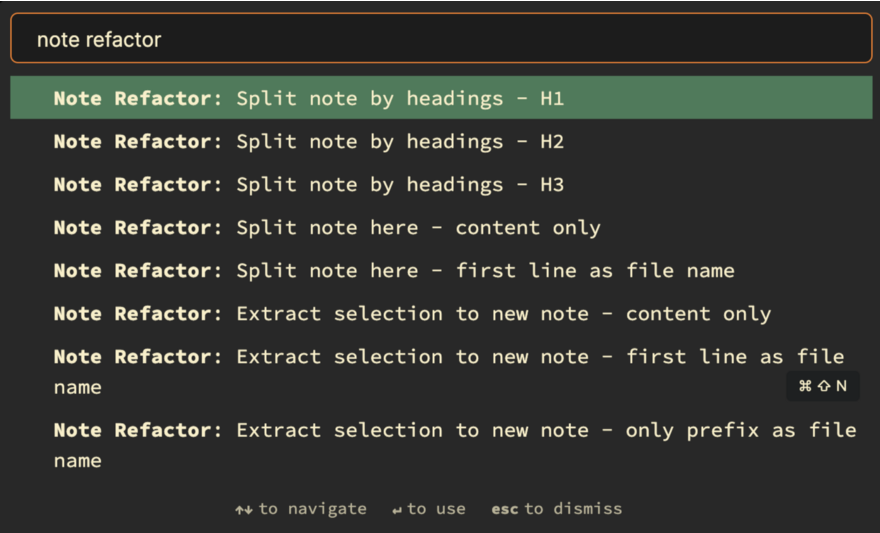 note refactor
Note Refactor: Split note by headings - H1
Note Refactor: Split note by headings - H2
Note Refactor: Split note by headings - H3
Note Refactor: Split note here - content only
Note Refactor: Split note here - first line as file name
Note Refactor: Extract selection to new note - content only
Note Refactor: Extract selection to new note - first line as file
name
⌘ ⇧ N
Note Refactor: Extract selection to new note - only prefix as file
name
↑↓ to navigate ↵ to use esc to dismiss